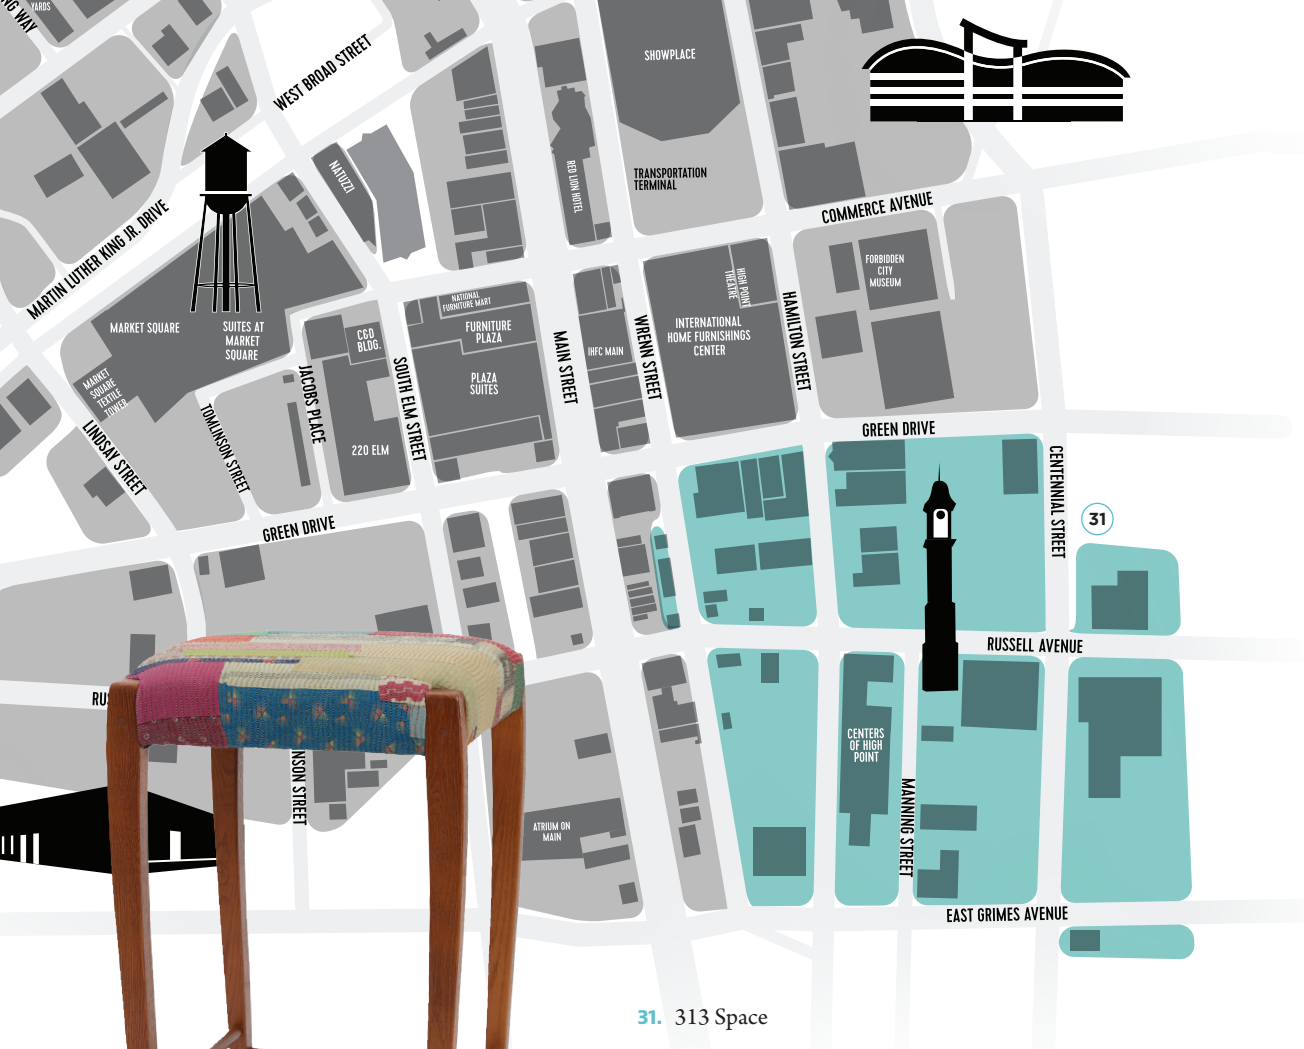 YARDS
NG WAY
WEST BROAD STREET
SHOWPLACE
NATUZZI
RED LION HOTEL
TRANSPORTATION
TERMINAL
COMMERCE AVENUE
MARTIN LUTHER KING JR. DRIVE
FORBIDDEN
CITY
MUSEUM
HIGH POINT
THEATRE
NATIONAL
FURNITURE MART
MARKET SQUARE
SUITES AT
MARKET
SQUARE
C&D
BLDG.
FURNITURE
PLAZA
INTERNATIONAL
HOME FURNISHINGS
CENTER
HAMILTON STREET
MAIN STREET
WRENN STREET
IHFC MAIN
MARKET
SQUARE
TEXTILE
TOWER
JACOBS PLACE
SOUTH ELM STREET
PLAZA
SUITES
TOMLINSON STREET
LINDSAY STREET
220 ELM
GREEN DRIVE
GREEN DRIVE
CENTENNIAL STREET
31
RUSSELL AVENUE
RUS
CENTERS
OF HIGH
POINT
NSON STREET
MANNING STREET
ATRIUM ON
MAIN
EAST GRIMES AVENUE
31. 313 Space